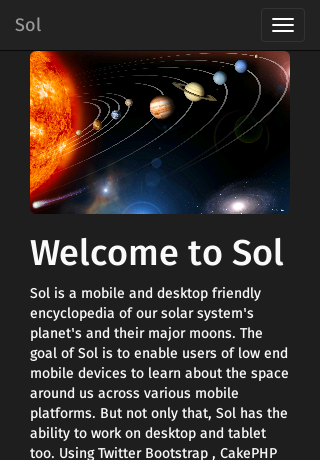 Sol
Welcome to Sol
Sol is a mobile and desktop friendly
encyclopedia of our solar system's
planet's and their major moons. The
goal of Sol is to enable users of low end
mobile devices to learn about the space
around us across various mobile
platforms. But not only that, Sol has the
ability to work on desktop and tablet
too. Using Twitter Bootstrap , CakePHP